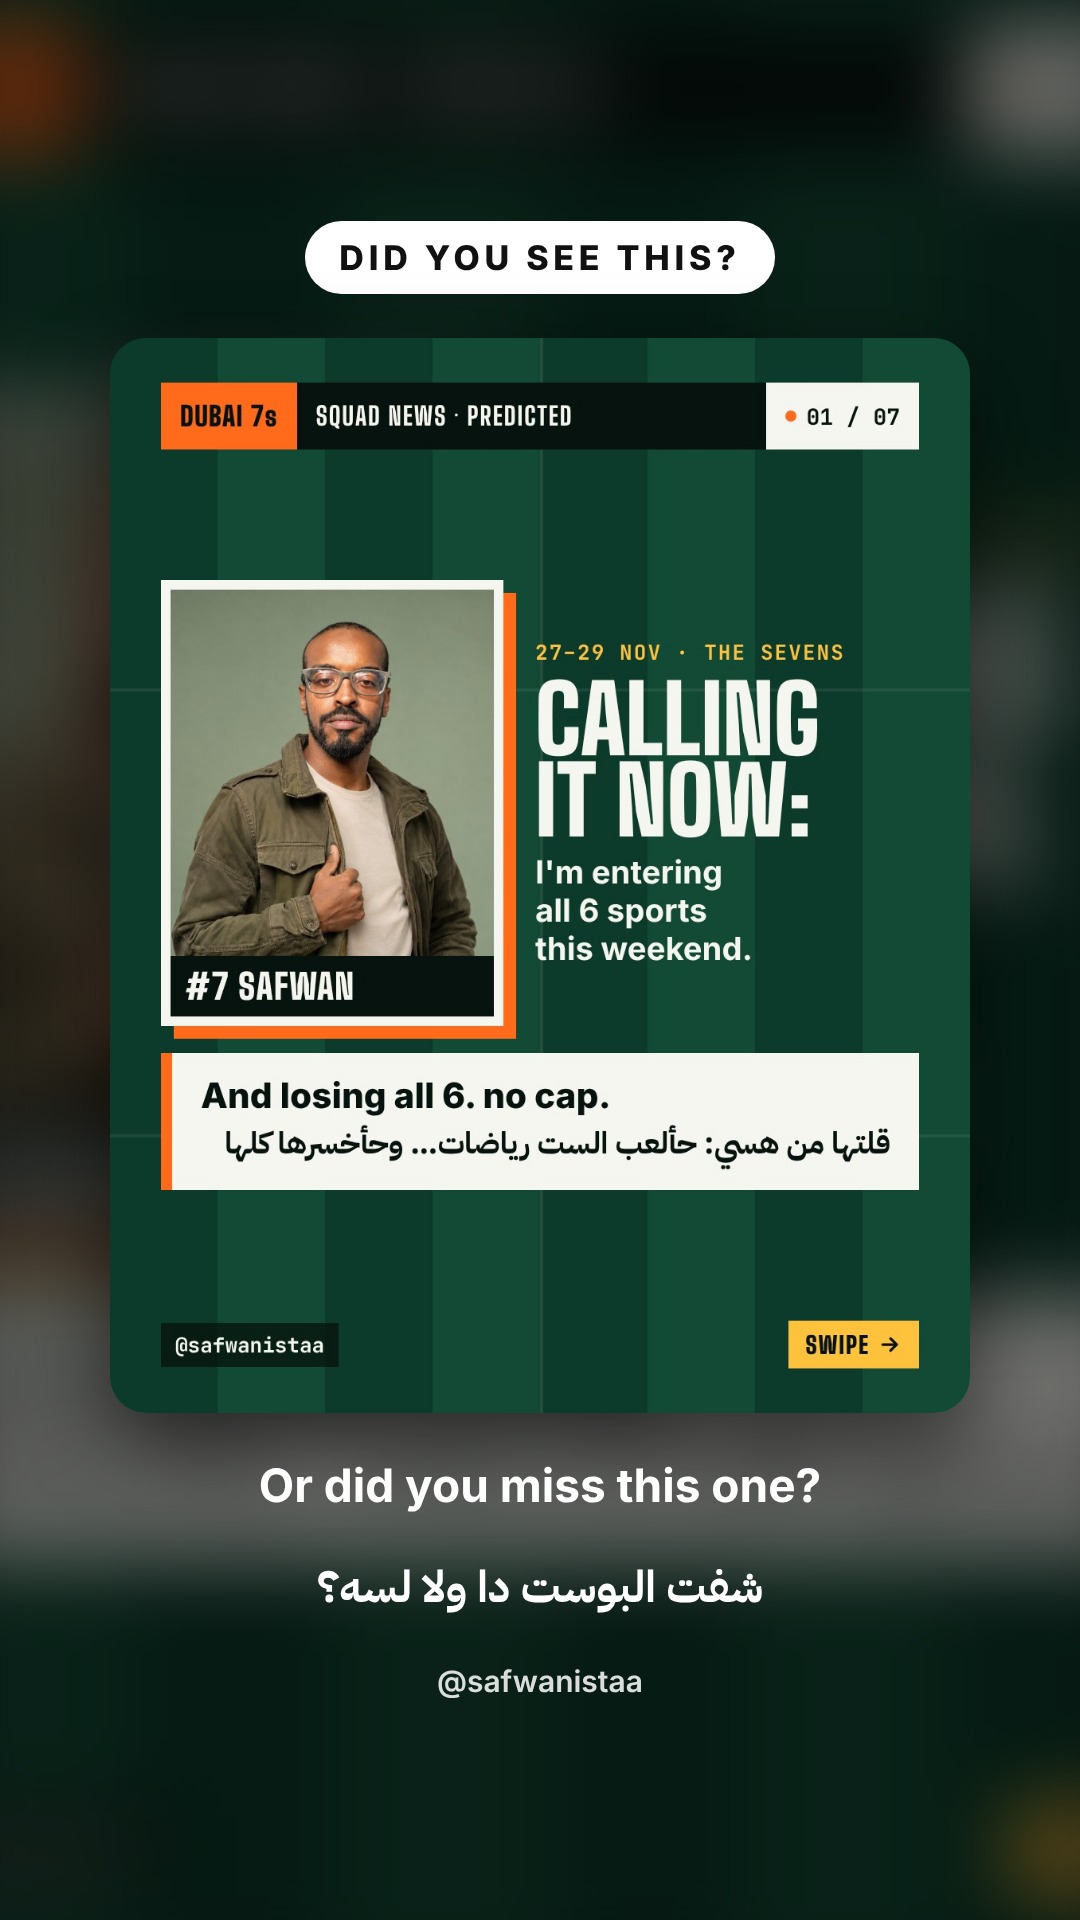 DID YOU SEE THIS?
DUBAI 7s
SQUAD NEWS · PREDICTED
01 / 07
27–29 NOV · THE SEVENS
CALLING
IT NOW:
I'm entering
all 6 sports
this weekend.
#7 SAFWAN
And losing all 6. no cap.
قلتها من هسي: حألعب الست رياضات... وحأخسرها كلها
@safwanistaa
SWIPE →
Or did you miss this one?
شفت البوست دا ولا لسه؟
@safwanistaa